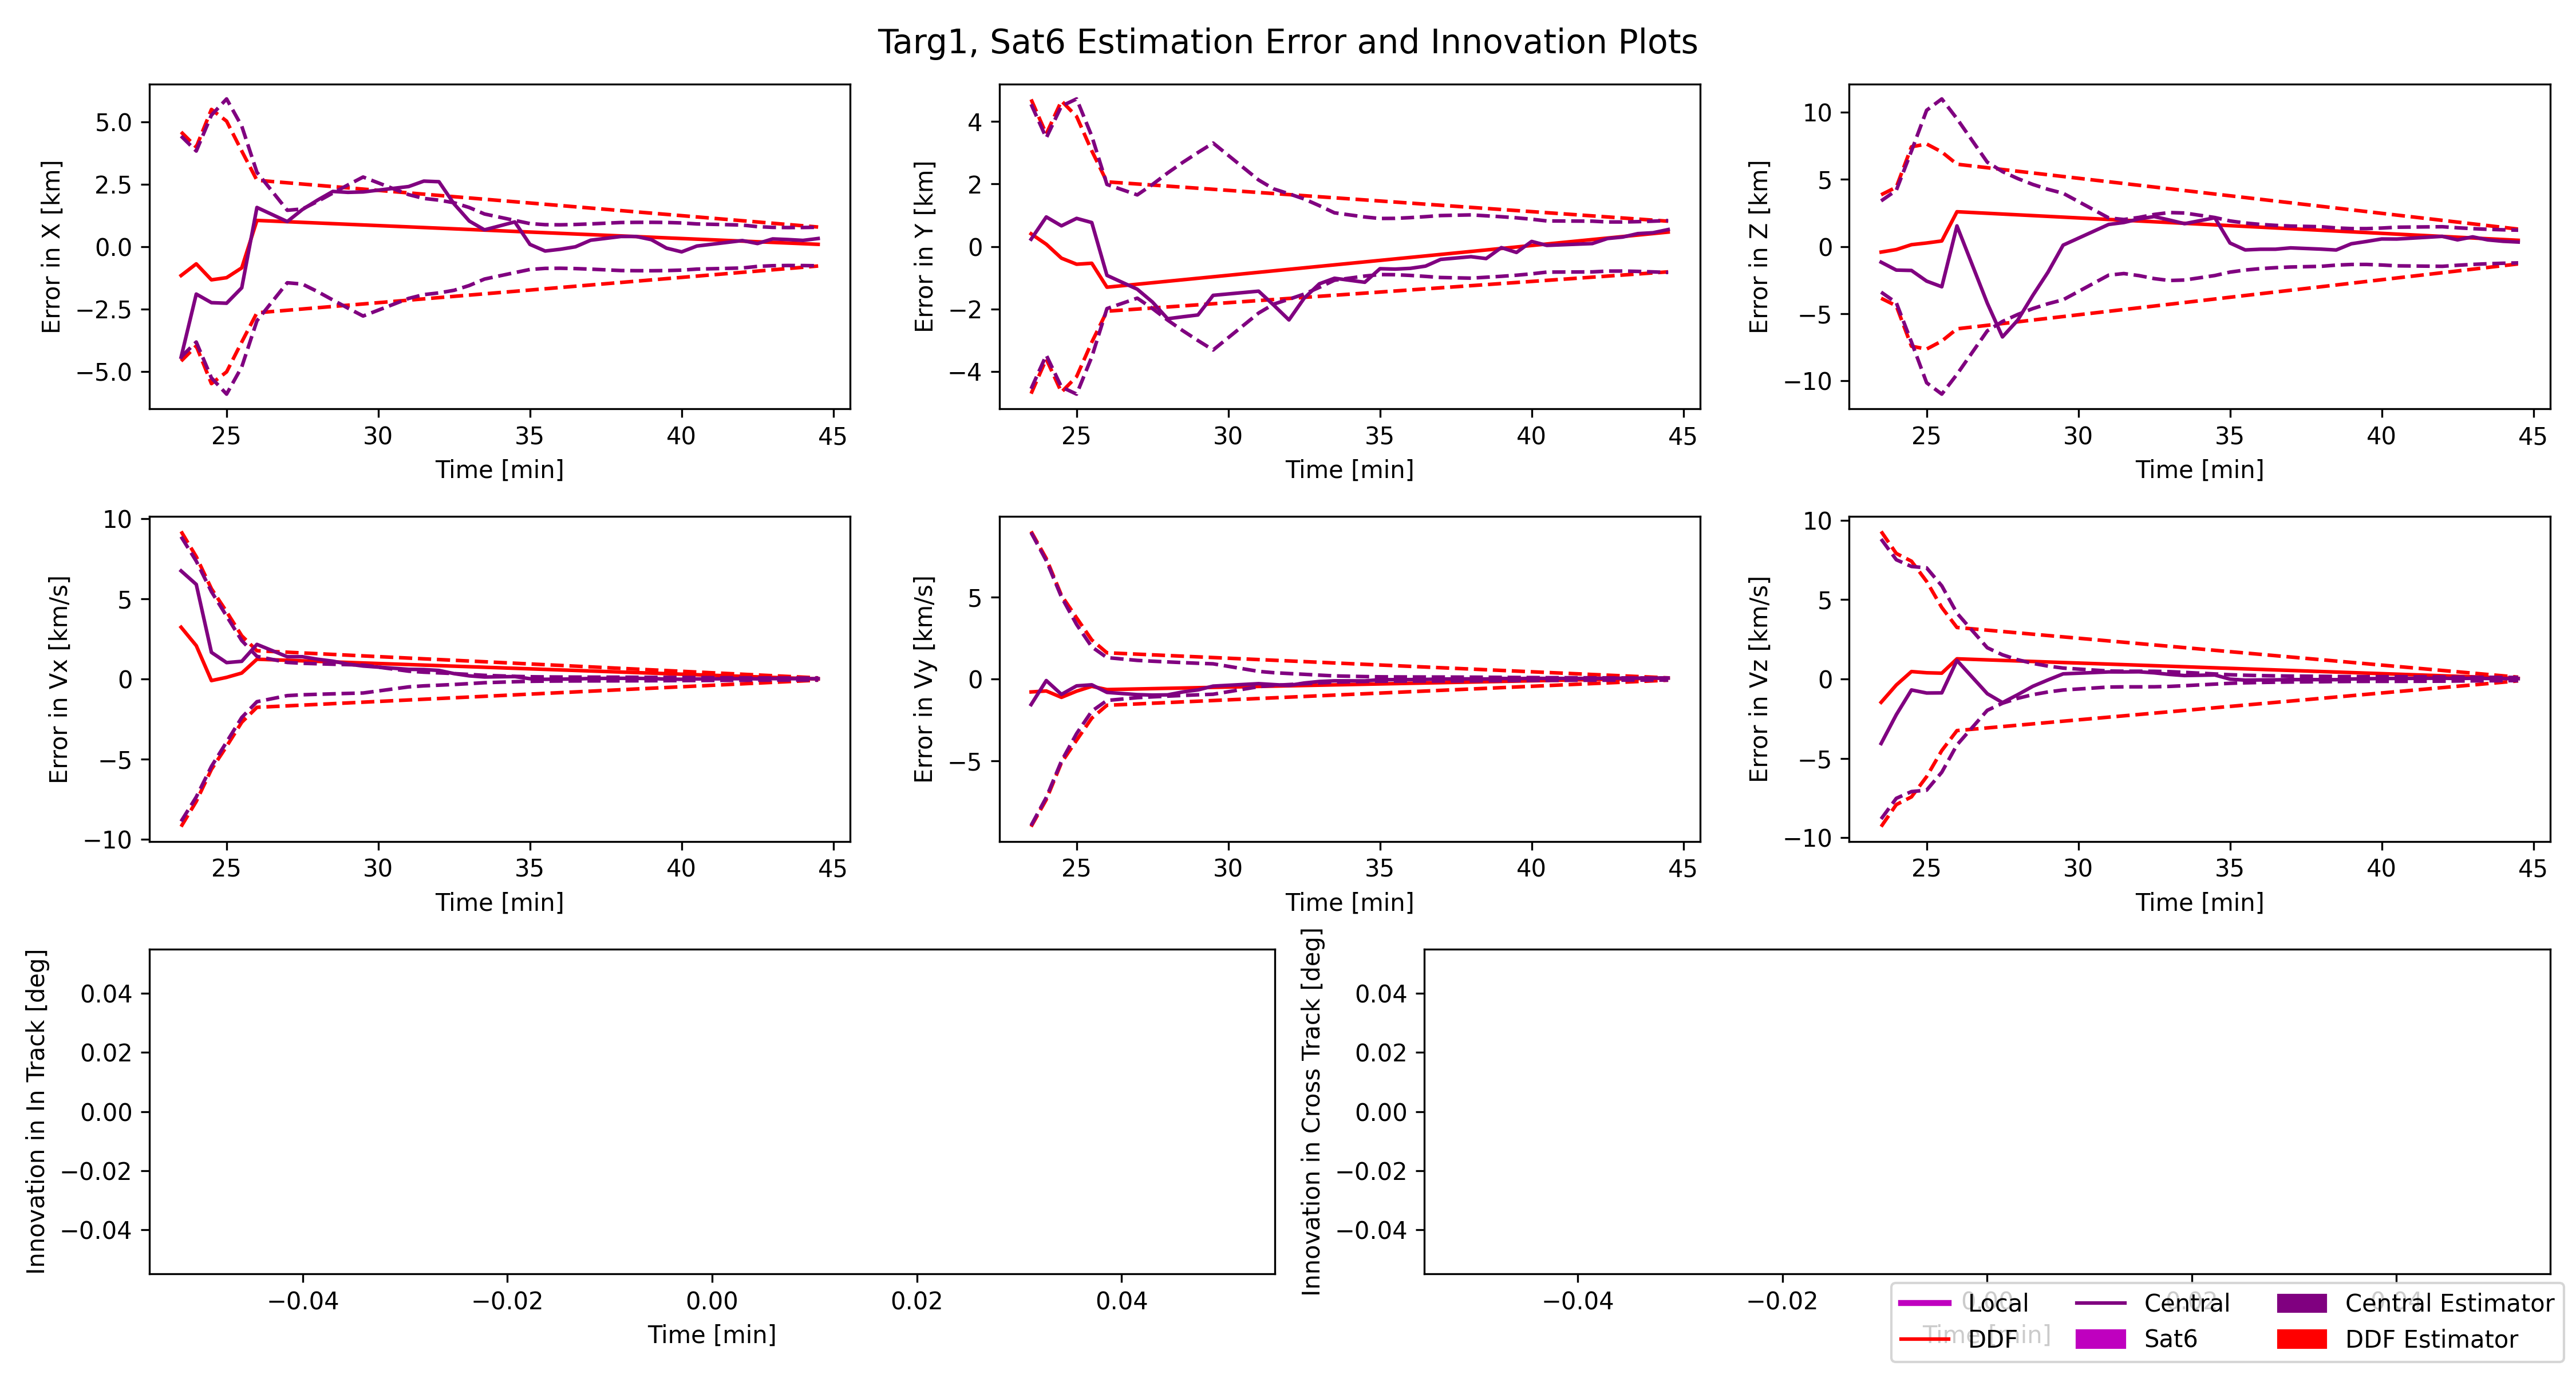 Targ1, Sat6 Estimation Error and Innovation Plots
Error in X [km]
5.0
2.5
0.0
−2.5
−5.0
25 30 35 40 45
Time [min]
Error in Y [km]
4
2
0
−2
−4
25 30 35 40 45
Time [min]
Error in Z [km]
10
5
0
−5
−10
25 30 35 40 45
Time [min]
Error in Vx [km/s]
10
5
0
−5
−10
25 30 35 40 45
Time [min]
Error in Vy [km/s]
5
0
−5
25 30 35 40 45
Time [min]
Error in Vz [km/s]
10
5
0
−5
−10
25 30 35 40 45
Time [min]
Innovation in In Track [deg]
0.04
0.02
0.00
−0.02
−0.04
−0.04 −0.02 0.00 0.02 0.04
Time [min]
Innovation in Cross Track [deg]
0.04
0.02
0.00
−0.02
−0.04
−0.04 −0.02 0.00 0.02 0.04
Time [min]
Local
DDF
Central
Sat6
Central Estimator
DDF Estimator